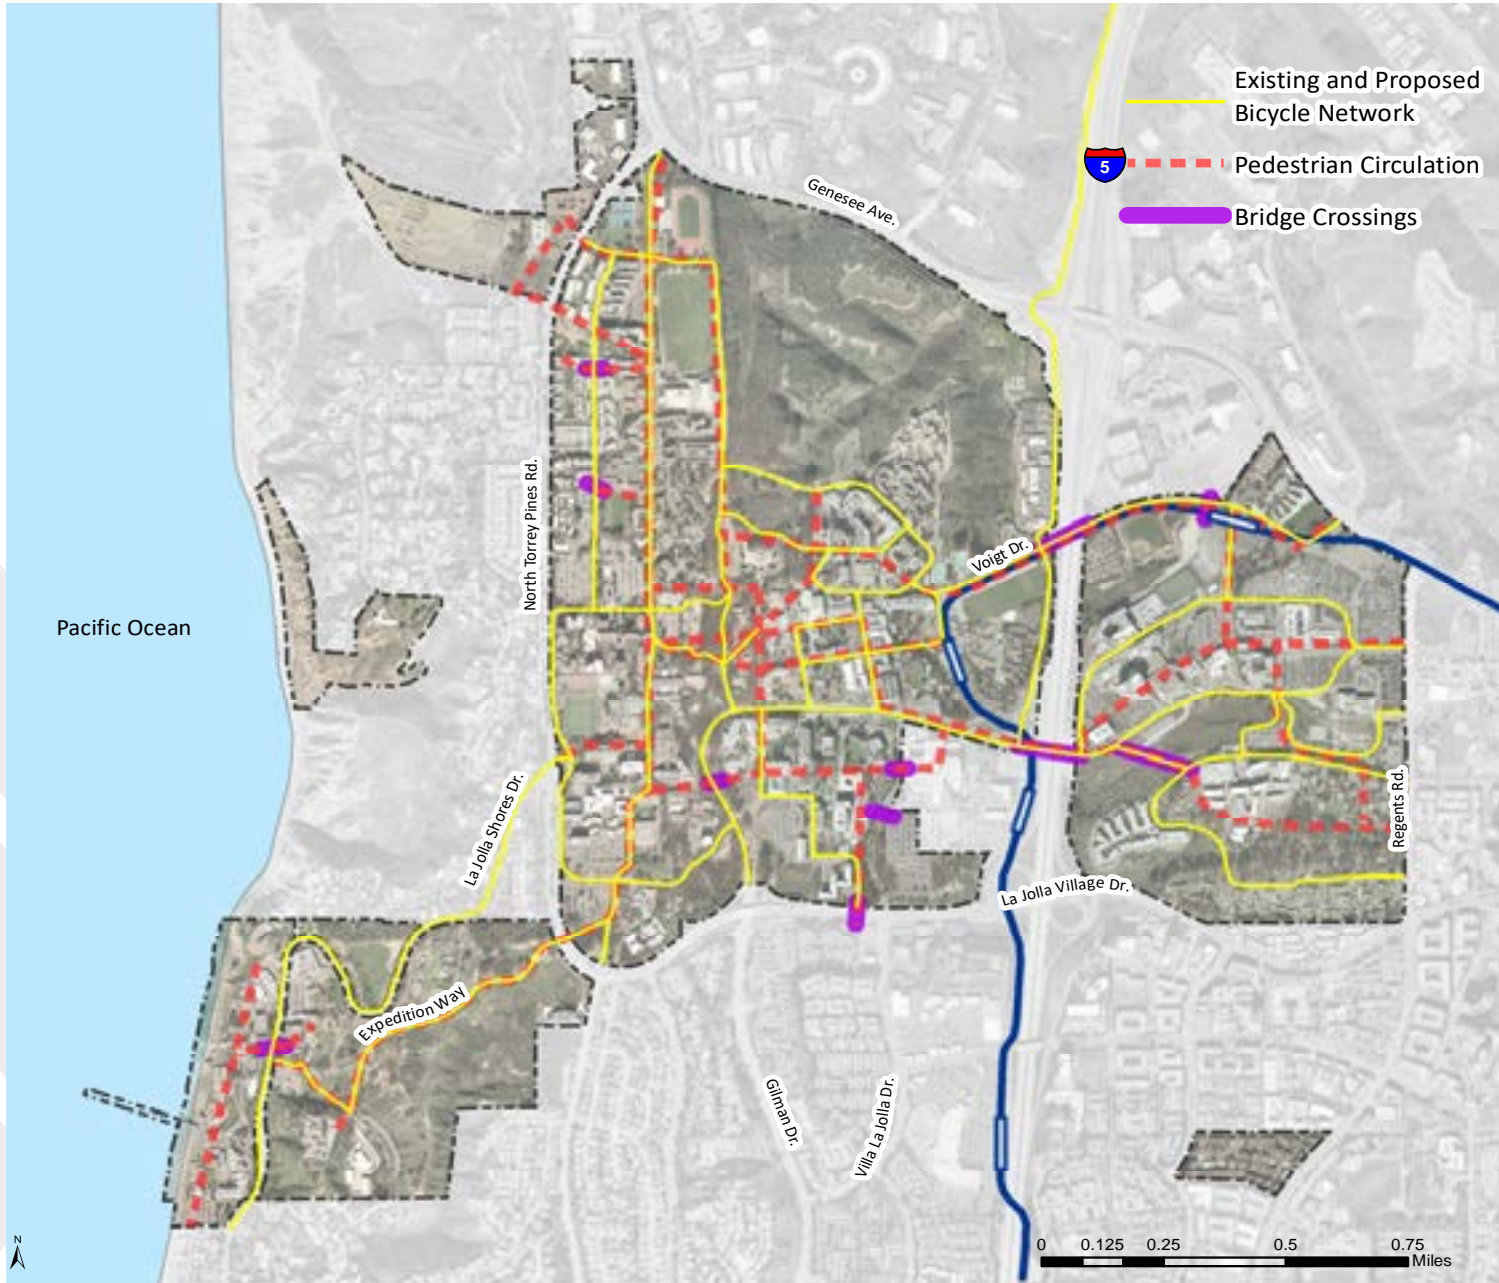 Existing and Proposed
Bicycle Network
5
Pedestrian Circulation
Bridge Crossings
Genesee Ave.
North Torrey Pines Rd.
Voigt Dr.
Pacific Ocean
La Jolla Shores Dr.
Regents Rd.
La Jolla Village Dr.
Expedition Way
Gilman Dr.
Villa La Jolla Dr.
N
0 0.125 0.25 0.5 0.75
Miles